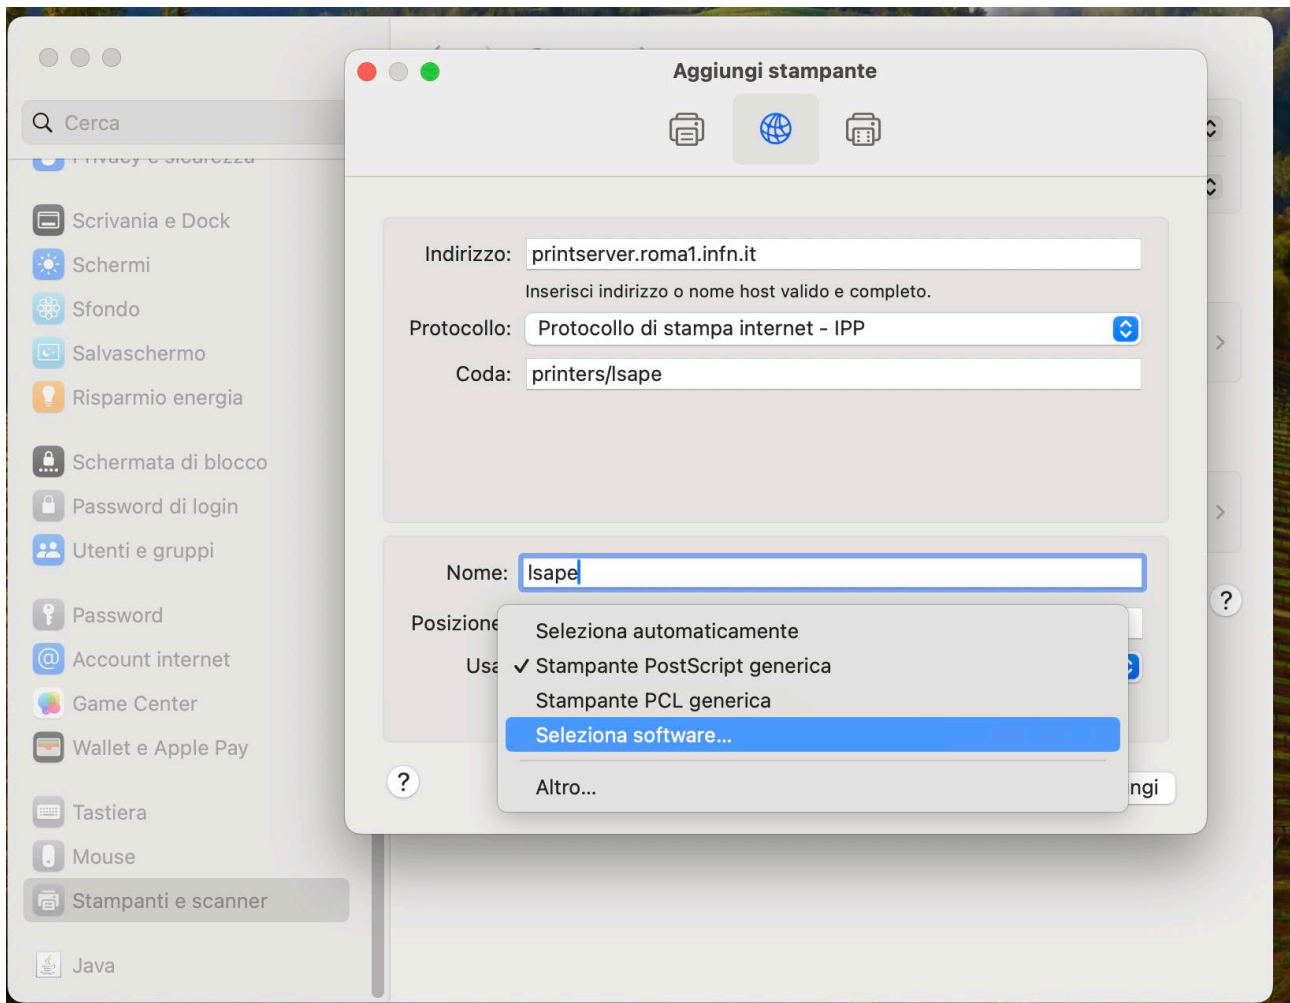 Aggiungi stampante
Cerca
Privacy e sicurezza
Scrivania e Dock
Schermi
Sfondo
Salvaschermo
Risparmio energia
Schermata di blocco
Password di login
Utenti e gruppi
Password
Account internet
Game Center
Wallet e Apple Pay
Tastiera
Mouse
Stampanti e scanner
Java
Indirizzo: printserver.roma1.infn.it
Inserisci indirizzo o nome host valido e completo.
Protocollo: Protocollo di stampa internet - IPP
Coda: printers/lsape
Nome: lsape
Posizione
Usa
Seleziona automaticamente
✓ Stampante PostScript generica
Stampante PCL generica
Seleziona software...
Altro...
?
ngi
?